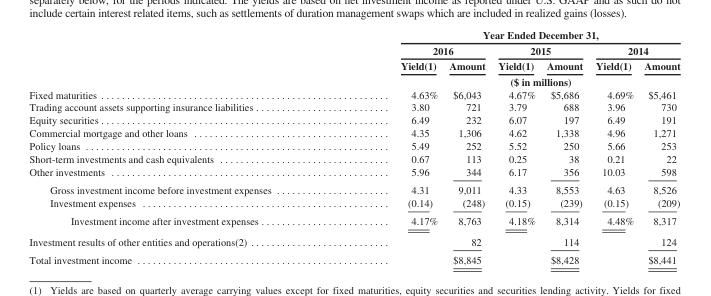 separately below, for the periods indicated. The yields are based on net investment income as reported under U.S. GAAP and as such do not
include certain interest related items, such as settlements of duration management swaps which are included in realized gains (losses).
Year Ended December 31,
2016 2015 2014
Yield(1) Amount Yield(1) Amount Yield(1) Amount
($ in millions)
Fixed maturities 4.63% $6,043 4.67% $5,686 4.69% $5,461
Trading account assets supporting insurance liabilities 3.80 721 3.79 688 3.96 730
Equity securities 6.49 232 6.07 197 6.49 191
Commercial mortgage and other loans 4.35 1,306 4.62 1,338 4.96 1,271
Policy loans 5.49 252 5.52 250 5.66 253
Short-term investments and cash equivalents 0.67 113 0.25 38 0.21 22
Other investments 5.96 344 6.17 356 10.03 598
Gross investment income before investment expenses 4.31 9,011 4.33 8,553 4.63 8,526
Investment expenses (0.14) (248) (0.15) (239) (0.15) (209)
Investment income after investment expenses 4.17% 8,763 4.18% 8,314 4.48% 8,317
Investment results of other entities and operations(2) 82 114 124
Total investment income $8,845 $8,428 $8,441
(1) Yields are based on quarterly average carrying values except for fixed maturities, equity securities and securities lending activity. Yields for fixed